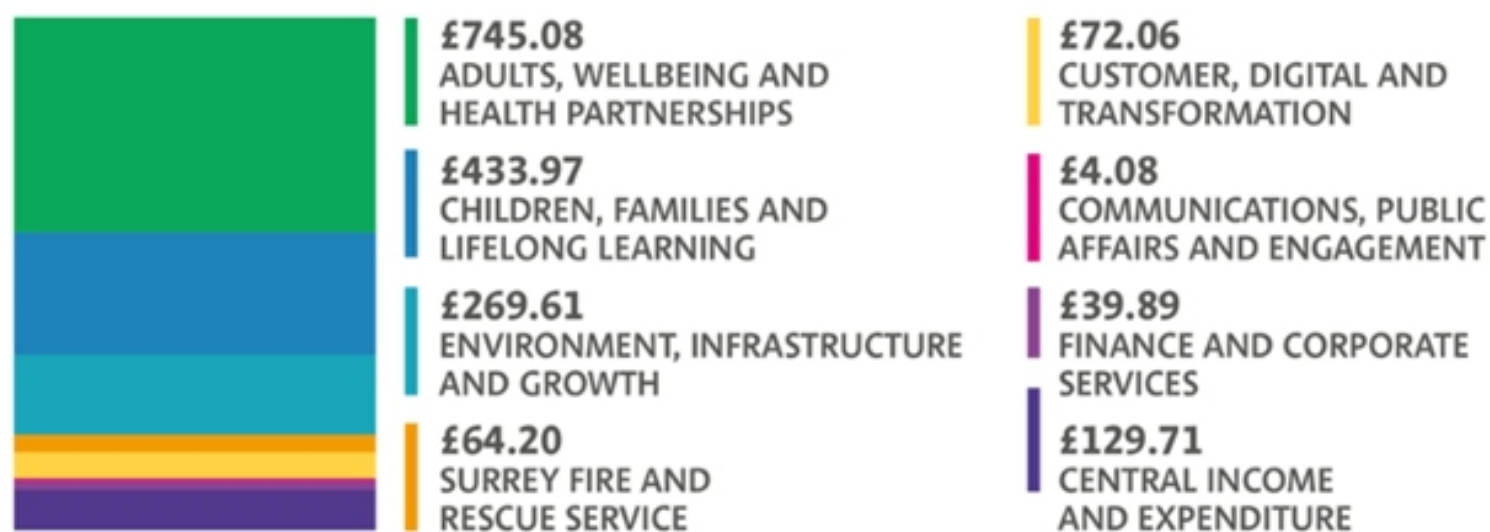 £745.08
ADULTS, WELLBEING AND
HEALTH PARTNERSHIPS
£433.97
CHILDREN, FAMILIES AND
LIFELONG LEARNING
£269.61
ENVIRONMENT, INFRASTRUCTURE
AND GROWTH
£64.20
SURREY FIRE AND
RESCUE SERVICE
£72.06
CUSTOMER, DIGITAL AND
TRANSFORMATION
£4.08
COMMUNICATIONS, PUBLIC
AFFAIRS AND ENGAGEMENT
£39.89
FINANCE AND CORPORATE
SERVICES
£129.71
CENTRAL INCOME
AND EXPENDITURE